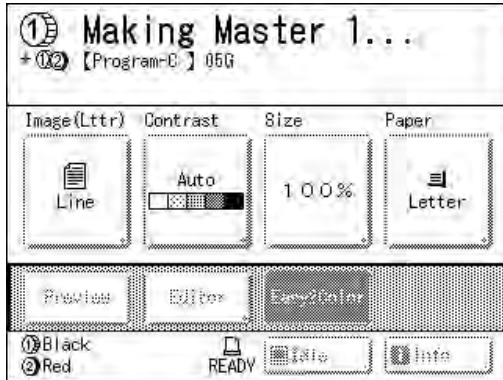 ① Making Master 1...
+①② 【Program-C 】 05G
Image(Lttr) Contrast Size Paper
Line Auto 100% Letter
Preview Editor Easy2Color
①Black
②Red READY Idle Info